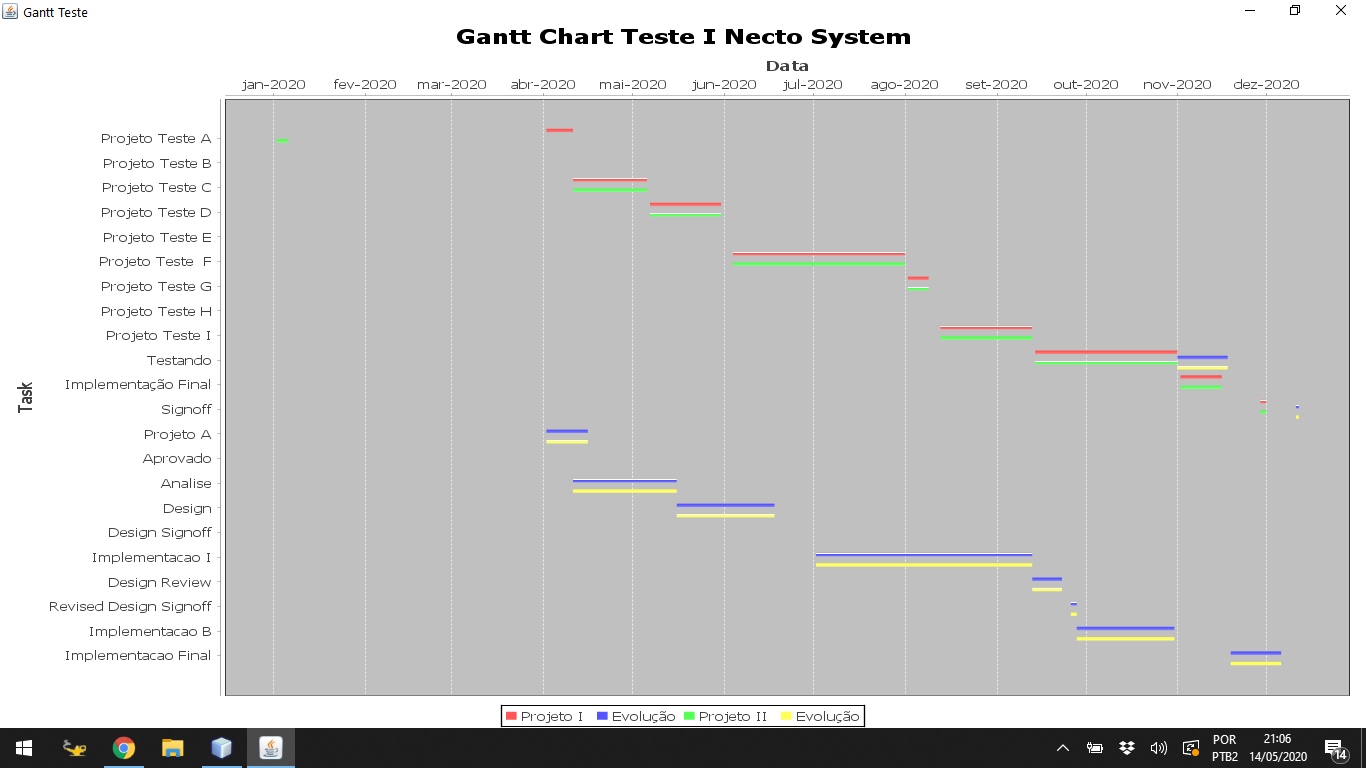 Gantt Teste
Gantt Chart Teste I Necto System
Data
jan-2020 fev-2020 mar-2020 abr-2020 mai-2020 jun-2020 jul-2020 ago-2020 set-2020 out-2020 nov-2020 dez-2020
Task
Projeto Teste A
Projeto Teste B
Projeto Teste C
Projeto Teste D
Projeto Teste E
Projeto Teste  F
Projeto Teste G
Projeto Teste H
Projeto Teste I
Testando
Implementação Final
Signoff
Projeto A
Aprovado
Analise
Design
Design Signoff
Implementacao I
Design Review
Revised Design Signoff
Implementacao B
Implementacao Final
Projeto I Evolução Projeto II Evolução
POR 21:06
PTB2 14/05/2020 14